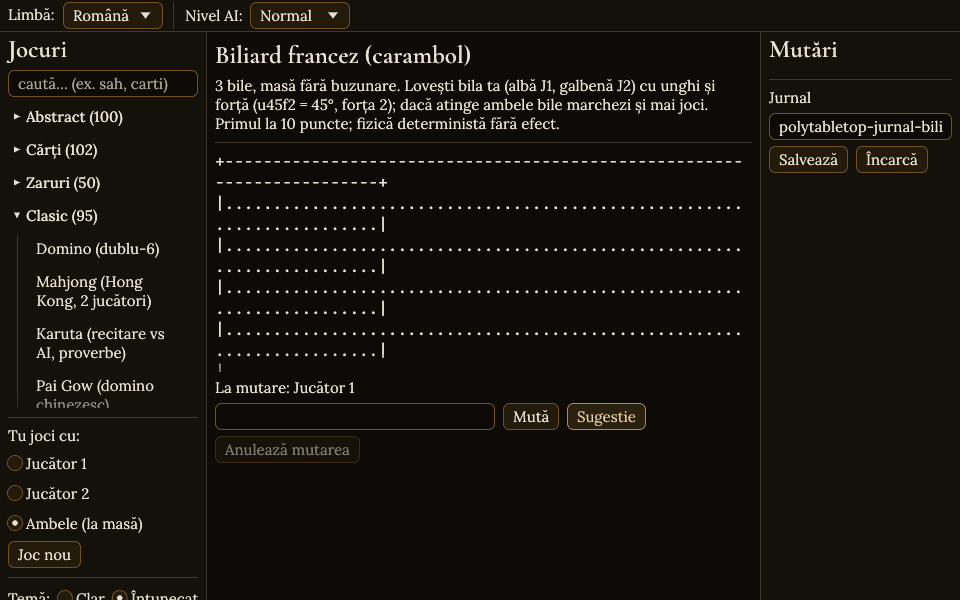 Limbă: Română ▼ Nivel AI: Normal ▼
Jocuri
caută... (ex. sah, carti)
▸ Abstract (100)
▸ Cărți (102)
▸ Zaruri (50)
▾ Clasic (95)
Domino (dublu-6)
Mahjong (Hong
Kong, 2 jucători)
Karuta (recitare vs
AI, proverbe)
Pai Gow (domino
chinezesc)
Tu joci cu:
Jucător 1
Jucător 2
Ambele (la masă)
Joc nou
Temă: Clar Întunecat
Biliard francez (carambol)
3 bile, masă fără buzunare. Lovești bila ta (albă J1, galbenă J2) cu unghi și
forță (u45f2 = 45°, forța 2); dacă atinge ambele bile marchezi și mai joci.
Primul la 10 puncte; fizică deterministă fără efect.
+-----------------------------------------------------
-----------------+
|.....................................................
.................|
|.....................................................
.................|
|.....................................................
.................|
|.....................................................
.................|
La mutare: Jucător 1
Mută Sugestie
Anulează mutarea
Mutări
Jurnal
polytabletop-jurnal-bili
Salvează Încarcă